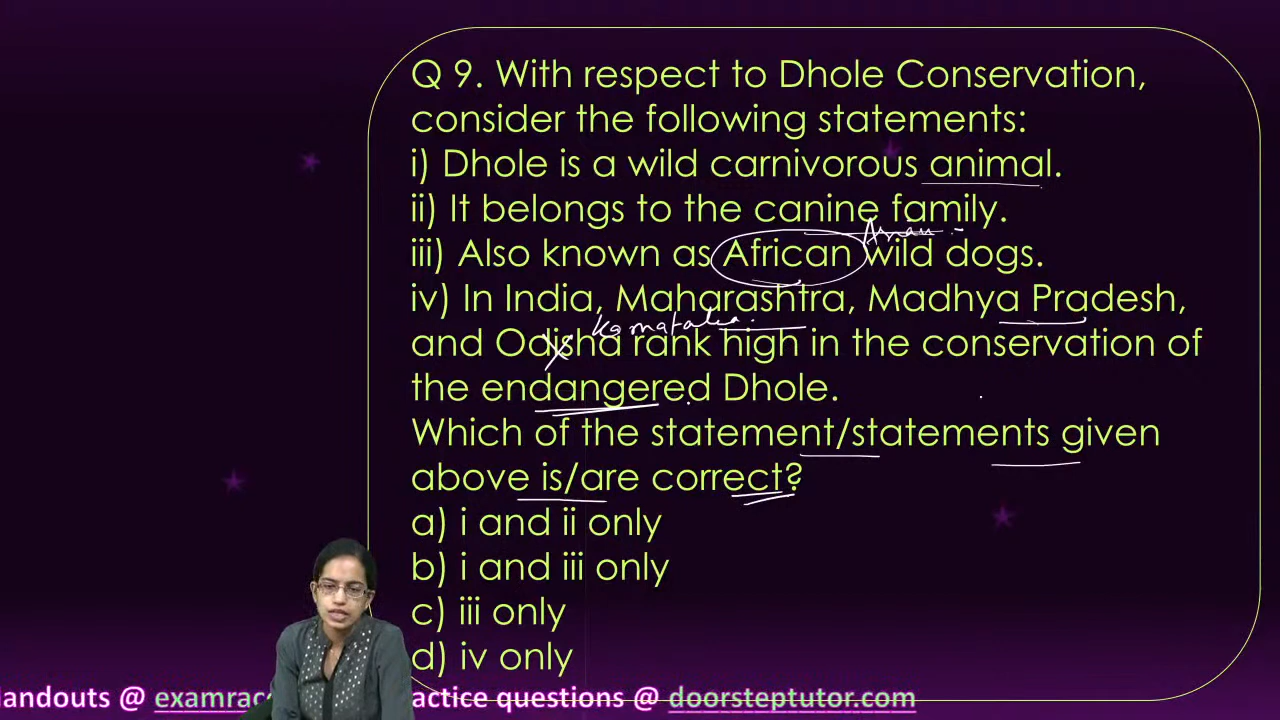 Q 9. With respect to Dhole Conservation,
consider the following statements:
i) Dhole is a wild carnivorous animal.
ii) It belongs to the canine family.
Asian
iii) Also known as African wild dogs.
iv) In India, Maharashtra, Madhya Pradesh,
Karnataka
and Odisha rank high in the conservation of
the endangered Dhole.
Which of the statement/statements given
above is/are correct?
a) i and ii only
b) i and iii only
c) iii only
d) iv only
landouts @ examrace actice questions @ doorsteptutor.com